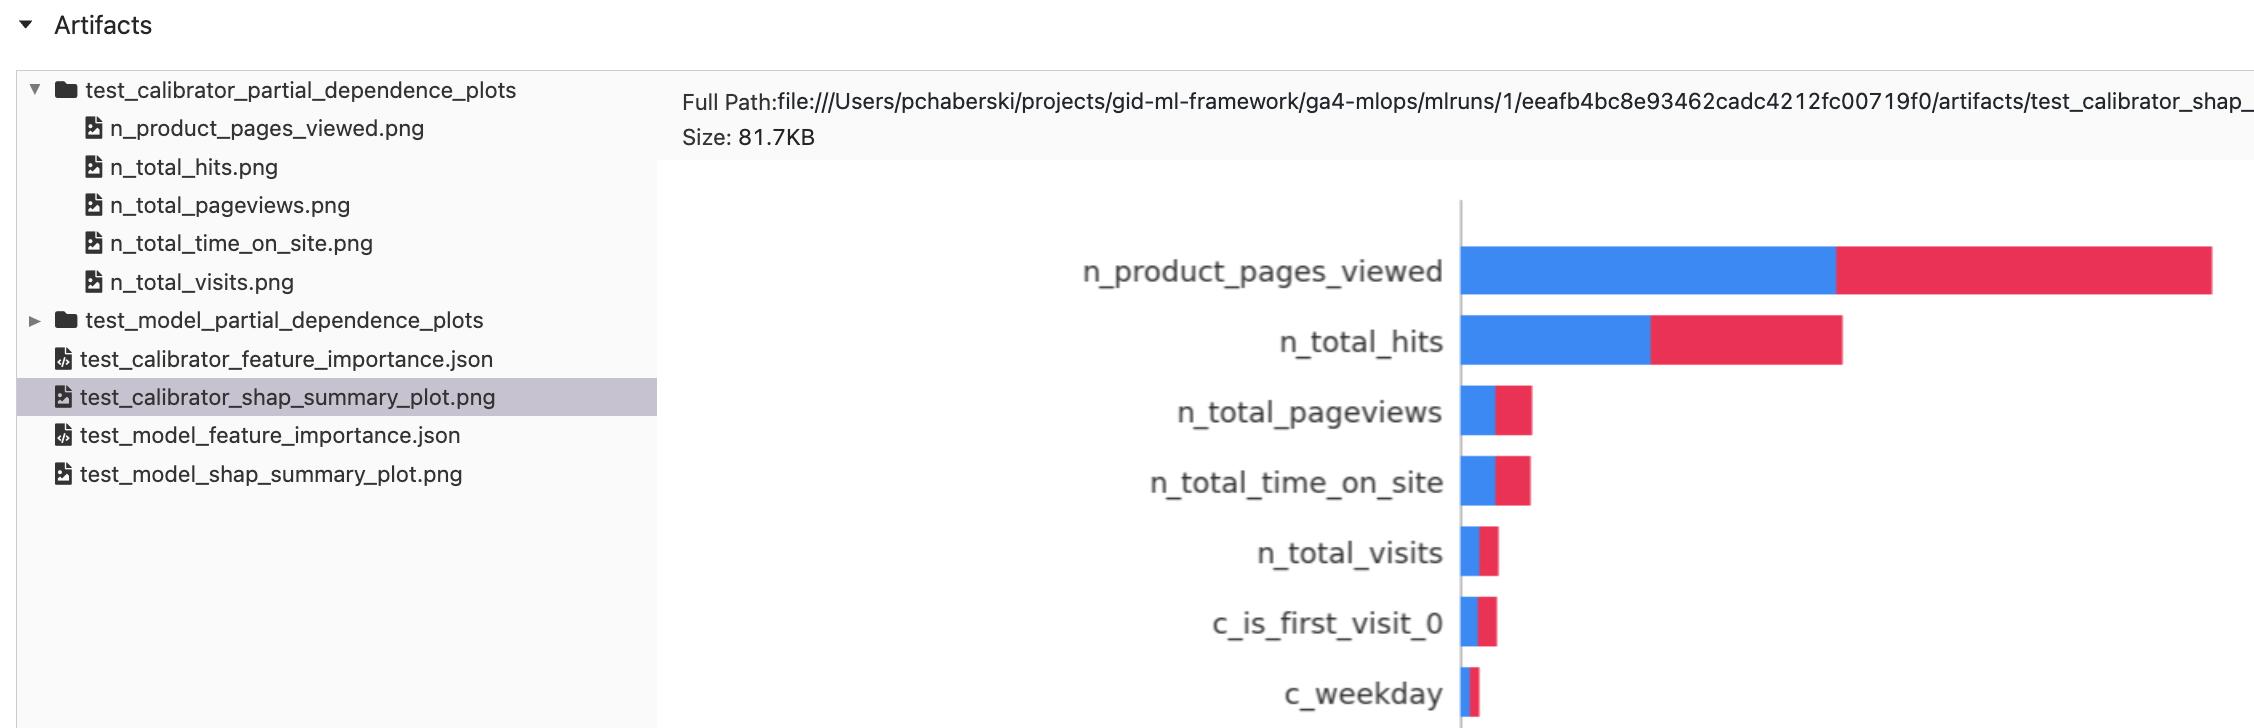 Artifacts
test_calibrator_partial_dependence_plots
n_product_pages_viewed.png
n_total_hits.png
n_total_pageviews.png
n_total_time_on_site.png
n_total_visits.png
test_model_partial_dependence_plots
test_calibrator_feature_importance.json
test_calibrator_shap_summary_plot.png
test_model_feature_importance.json
test_model_shap_summary_plot.png
Full Path:file:///Users/pchaberski/projects/gid-ml-framework/ga4-mlops/mlruns/1/eeafb4bc8e93462cadc4212fc00719f0/artifacts/test_calibrator_shap_
Size: 81.7KB
n_product_pages_viewed
n_total_hits
n_total_pageviews
n_total_time_on_site
n_total_visits
c_is_first_visit_0
c_weekday